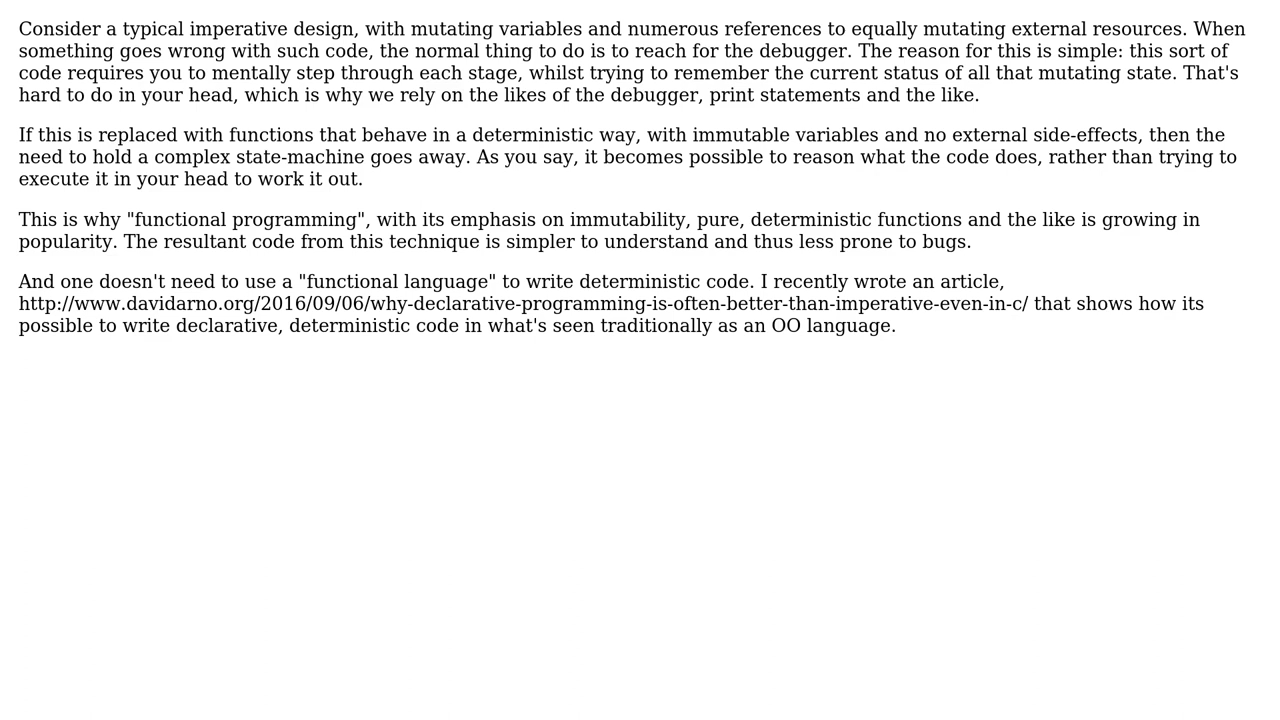 Consider a typical imperative design, with mutating variables and numerous references to equally mutating external resources. When
something goes wrong with such code, the normal thing to do is to reach for the debugger. The reason for this is simple: this sort of
code requires you to mentally step through each stage, whilst trying to remember the current status of all that mutating state. That's
hard to do in your head, which is why we rely on the likes of the debugger, print statements and the like.
If this is replaced with functions that behave in a deterministic way, with immutable variables and no external side-effects, then the
need to hold a complex state-machine goes away. As you say, it becomes possible to reason what the code does, rather than trying to
execute it in your head to work it out.
This is why "functional programming", with its emphasis on immutability, pure, deterministic functions and the like is growing in
popularity. The resultant code from this technique is simpler to understand and thus less prone to bugs.
And one doesn't need to use a "functional language" to write deterministic code. I recently wrote an article,
http://www.davidarno.org/2016/09/06/why-declarative-programming-is-often-better-than-imperative-even-in-c/ that shows how its
possible to write declarative, deterministic code in what's seen traditionally as an OO language.